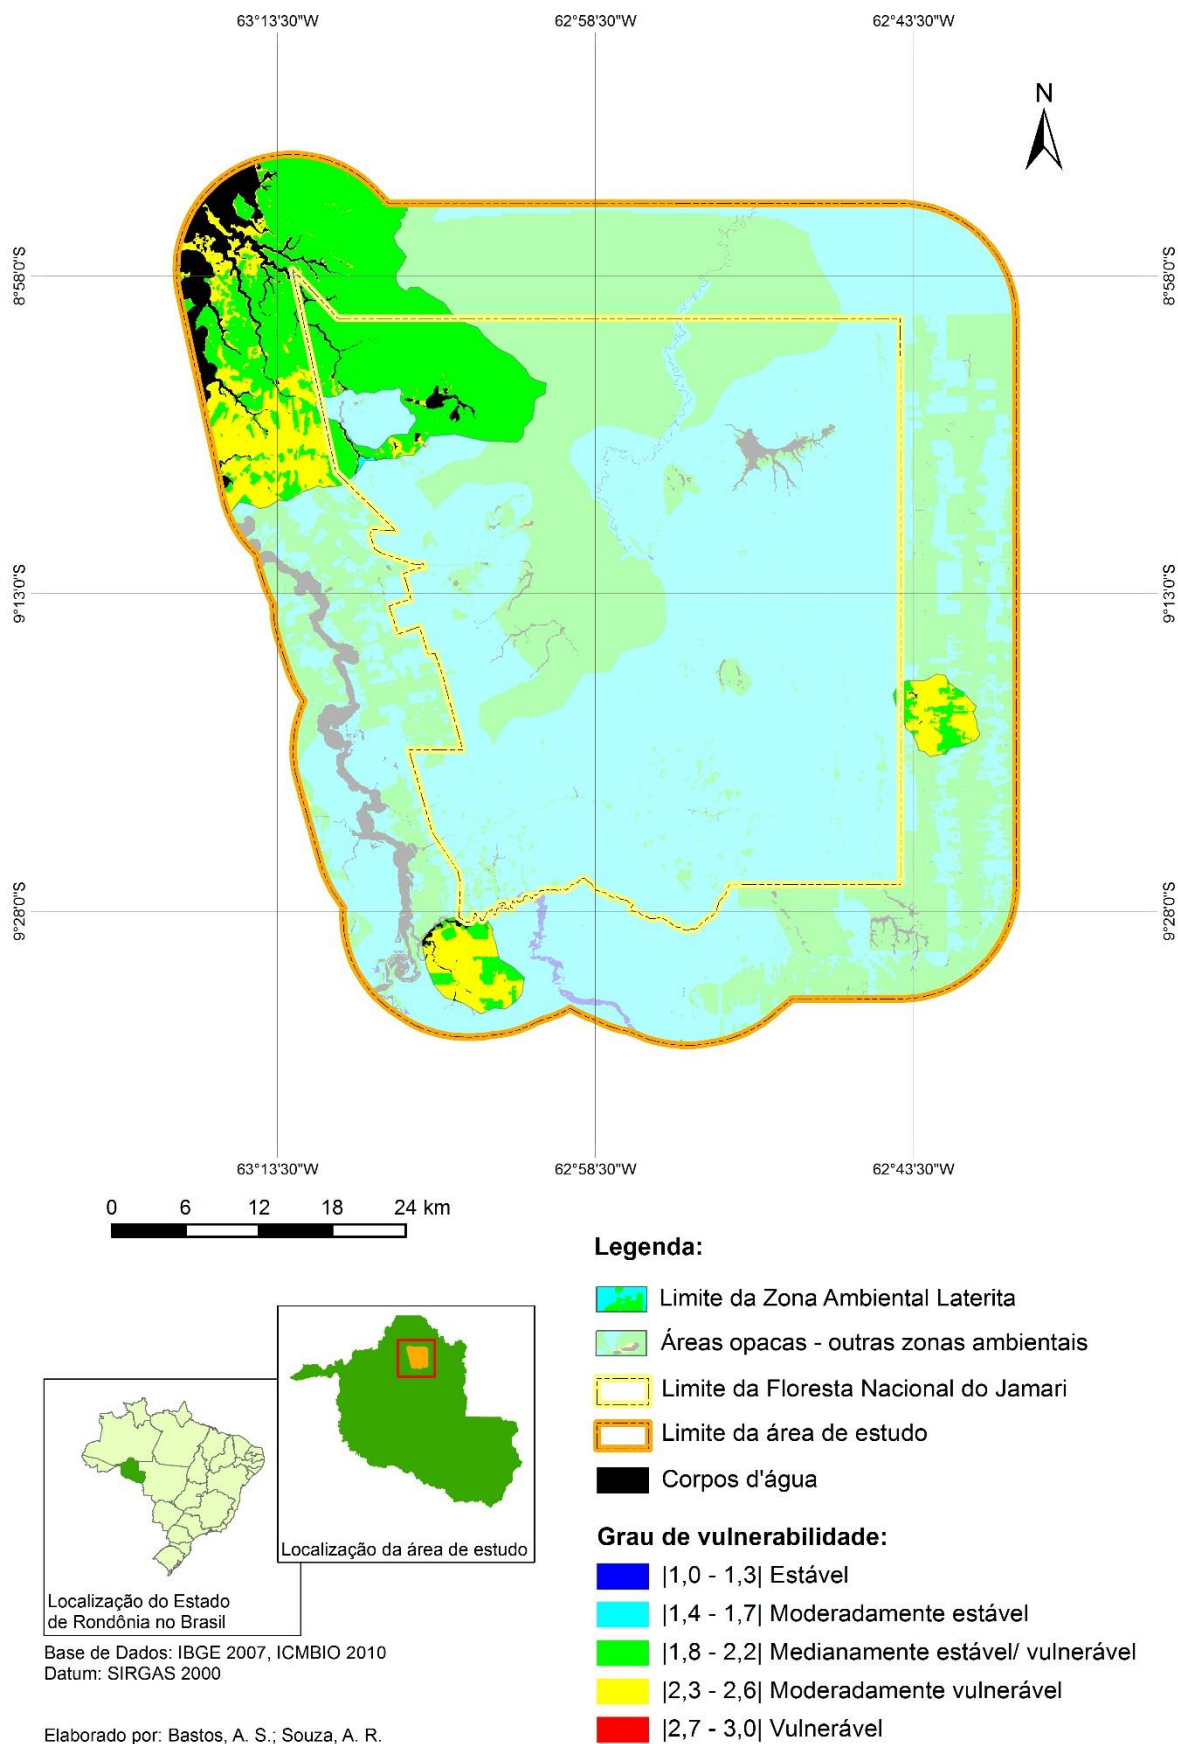 63°13'30"W
62°58'30"W
62°43'30"W
N
8°58'0"S
8°58'0"S
9°13'0"S
9°13'0"S
9°28'0"S
9°28'0"S
63°13'30"W
62°58'30"W
62°43'30"W
0 6 12 18 24 km
Legenda:
Limite da Zona Ambiental Laterita
Áreas opacas - outras zonas ambientais
Limite da Floresta Nacional do Jamari
Limite da área de estudo
Corpos d'água
Grau de vulnerabilidade:
|1,0 - 1,3| Estável
|1,4 - 1,7| Moderadamente estável
|1,8 - 2,2| Medianamente estável/ vulnerável
|2,3 - 2,6| Moderadamente vulnerável
|2,7 - 3,0| Vulnerável
Localização da área de estudo
Localização do Estado
de Rondônia no Brasil
Base de Dados: IBGE 2007, ICMBIO 2010
Datum: SIRGAS 2000
Elaborado por: Bastos, A. S.; Souza, A. R.